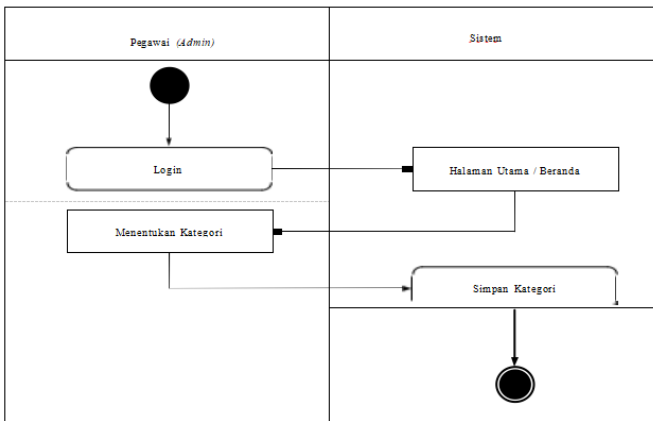 Pegawai (Admin)
Sistem
Login
Halaman Utama / Beranda
Menentukan Kategori
Simpan Kategori